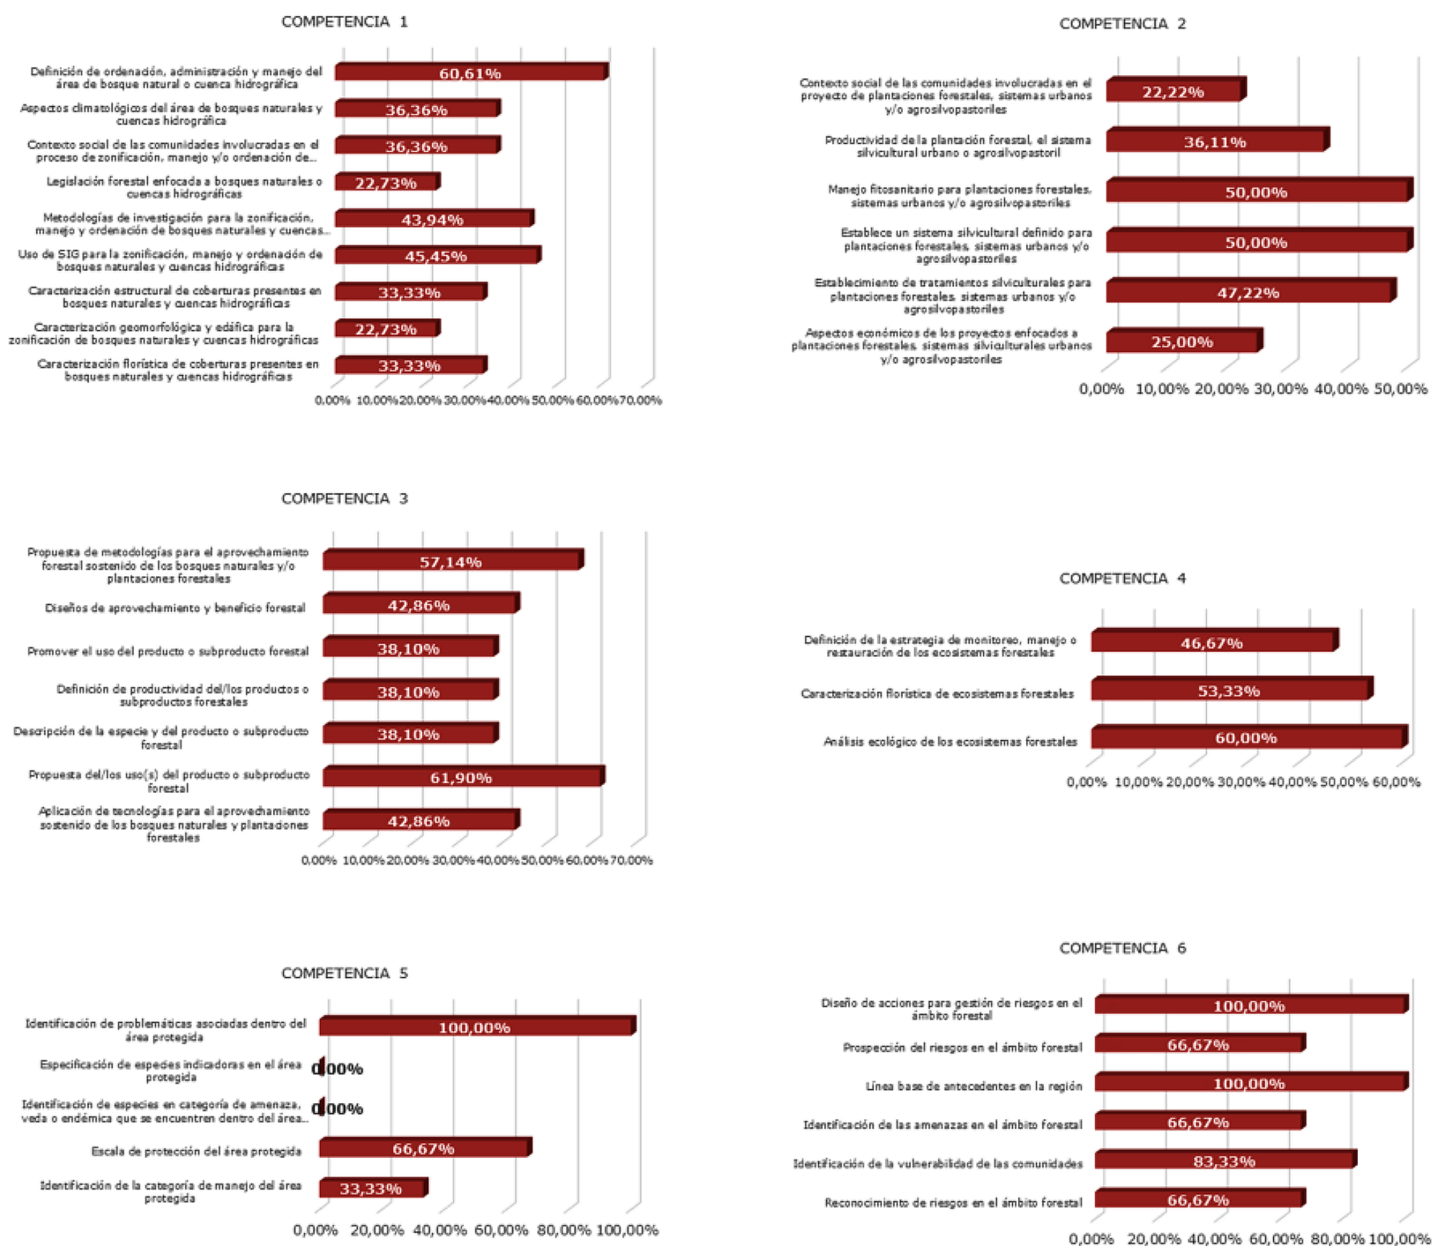 COMPETENCIA 1
Definición de ordenación, administración y manejo del
área de bosque natural o cuenca hidrográfica
60,61%
Aspectos climatológicos del área de bosques naturales y
cuencas hidrográfica
36,36%
Contexto social de las comunidades involucradas en el
proceso de zonificación, manejo y/o ordenación de...
36,36%
Legislación forestal enfocada a bosques naturales o
cuencas hidrográficas
22,73%
Metodologías de investigación para la zonificación,
manejo y ordenación de bosques naturales y cuencas...
43,94%
Uso de SIG para la zonificación, manejo y ordenación de
bosques naturales y cuencas hidrográficas
45,45%
Caracterización estructural de coberturas presentes en
bosques naturales y cuencas hidrográficas
33,33%
Caracterización geomorfológica y edáfica para la
zonificación de bosques naturales y cuencas hidrográficas
22,73%
Caracterización florística de coberturas presentes en
bosques naturales y cuencas hidrográficas
33,33%
0,00% 10,00% 20,00% 30,00% 40,00% 50,00% 60,00% 70,00%
COMPETENCIA 2
Contexto social de las comunidades involucradas en el
proyecto de plantaciones forestales, sistemas urbanos
y/o agrosilvopastoriles
22,22%
Productividad de la plantación forestal, el sistema
silvicultural urbano o agrosilvopastoril
36,11%
Manejo fitosanitario para plantaciones forestales,
sistemas urbanos y/o agrosilvopastoriles
50,00%
Establece un sistema silvicultural definido para
plantaciones forestales, sistemas urbanos y/o
agrosilvopastoriles
50,00%
Establecimiento de tratamientos silviculturales para
plantaciones forestales, sistemas urbanos y/o
agrosilvopastoriles
47,22%
Aspectos económicos de los proyectos enfocados a
plantaciones forestales, sistemas silviculturales urbanos
y/o agrosilvopastoriles
25,00%
0,00% 10,00% 20,00% 30,00% 40,00% 50,00%
COMPETENCIA 3
Propuesta de metodologías para el aprovechamiento
forestal sostenido de los bosques naturales y/o
plantaciones forestales
57,14%
Diseños de aprovechamiento y beneficio forestal
42,86%
Promover el uso del producto o subproducto forestal
38,10%
Definición de productividad del/los productos o
subproductos forestales
38,10%
Descripción de la especie y del producto o subproducto
forestal
38,10%
Propuesta del/los uso(s) del producto o subproducto
forestal
61,90%
Aplicación de tecnologías para el aprovechamiento
sostenido de los bosques naturales y plantaciones
forestales
42,86%
0,00% 10,00% 20,00% 30,00% 40,00% 50,00% 60,00% 70,00%
COMPETENCIA 4
Definición de la estrategia de monitoreo, manejo o
restauración de los ecosistemas forestales
46,67%
Caracterización florística de ecosistemas forestales
53,33%
Análisis ecológico de los ecosistemas forestales
60,00%
0,00% 10,00% 20,00% 30,00% 40,00% 50,00% 60,00%
COMPETENCIA 5
Identificación de problemáticas asociadas dentro del
área protegida
100,00%
Especificación de especies indicadoras en el área
protegida
0,00%
Identificación de especies en categoría de amenaza,
veda o endémica que se encuentren dentro del área...
0,00%
Escala de protección del área protegida
66,67%
Identificación de la categoría de manejo del área
protegida
33,33%
0,00% 20,00% 40,00% 60,00% 80,00% 100,00%
COMPETENCIA 6
Diseño de acciones para gestión de riesgos en el
ámbito forestal
100,00%
Prospección del riesgos en el ámbito forestal
66,67%
Línea base de antecedentes en la región
100,00%
Identificación de las amenazas en el ámbito forestal
66,67%
Identificación de la vulnerabilidad de las comunidades
83,33%
Reconocimiento de riesgos en el ámbito forestal
66,67%
0,00% 20,00% 40,00% 60,00% 80,00% 100,00%